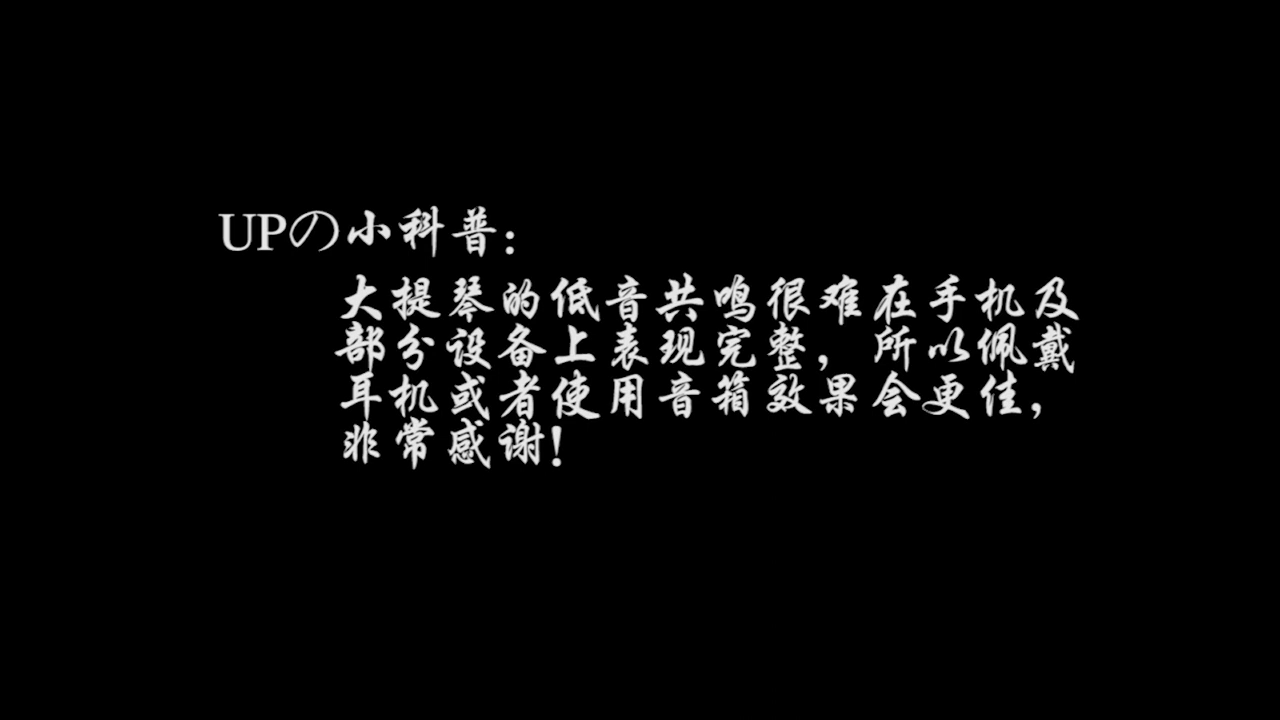 UPの小科普：
大提琴的低音共鸣很难在手机及
部分设备上表现完整，所以佩戴
耳机或者使用音箱效果会更佳，
非常感谢！